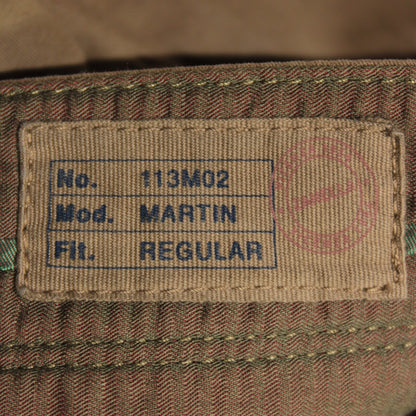 No. 113M02
Mod. MARTIN
Fit. REGULAR